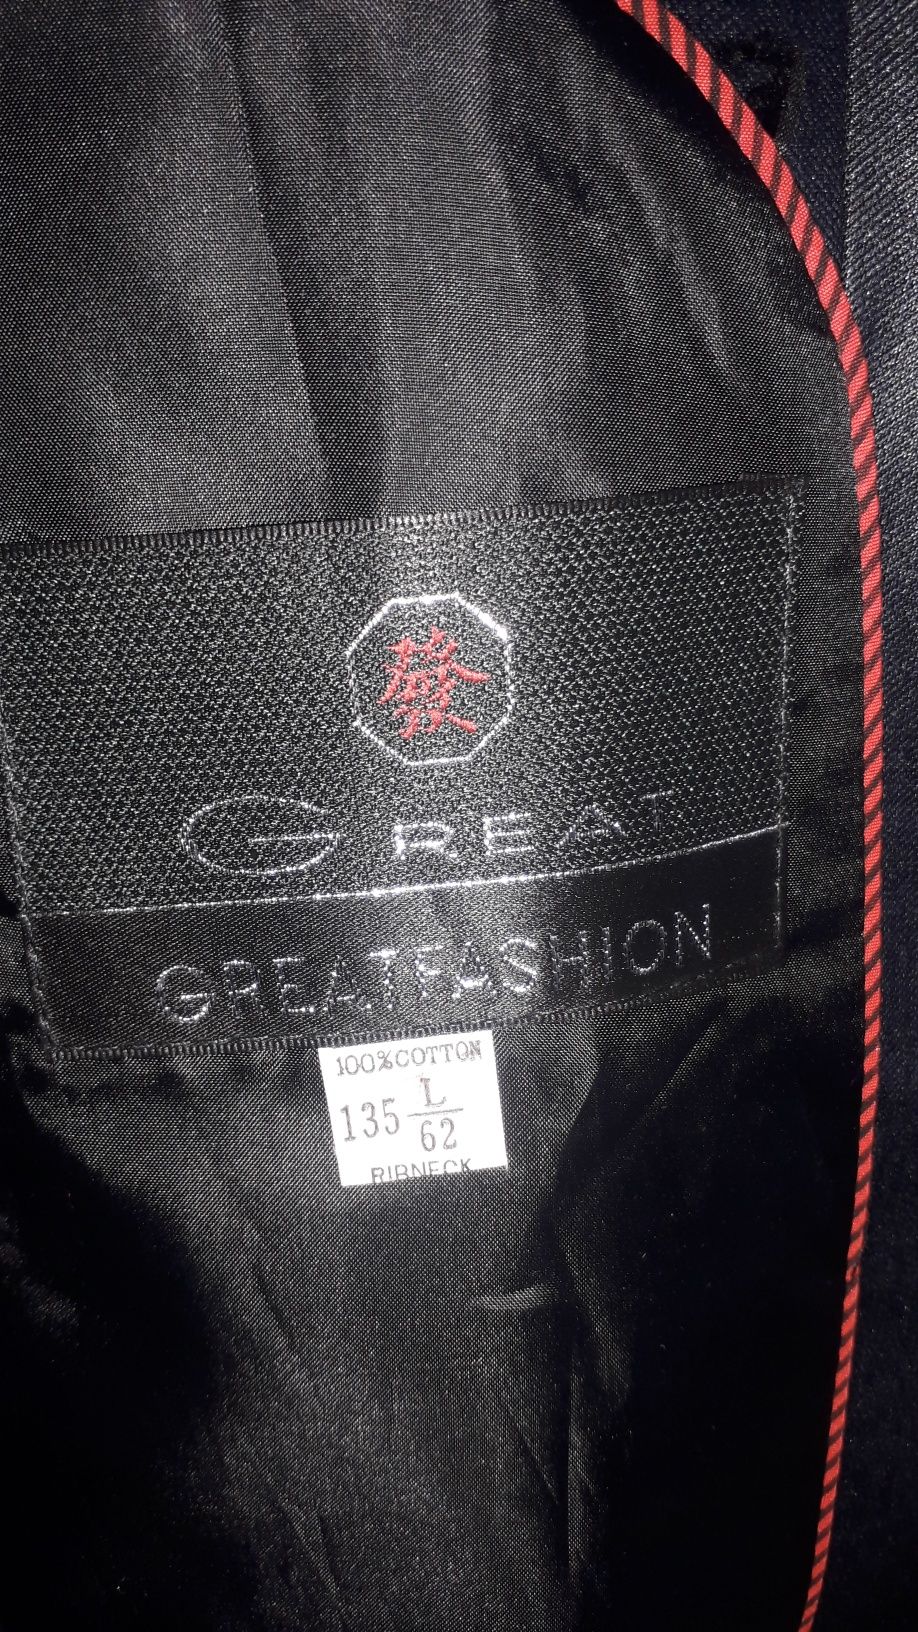 發
GREAT
GREATFASHION
100%COTTON
135 L/62
RIBNECK